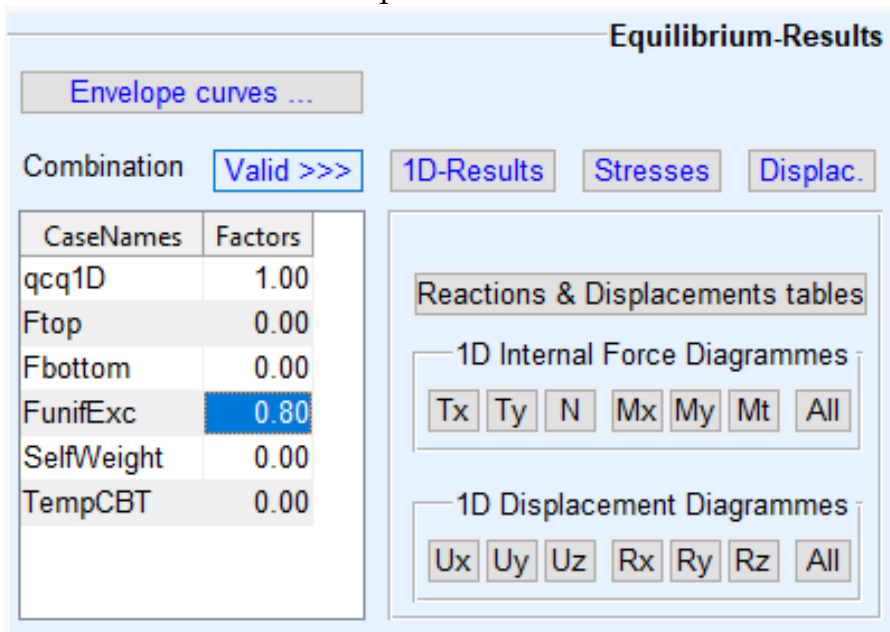 Equilibrium-Results
Envelope curves ...
Combination Valid >>> 1D-Results Stresses Displac.
CaseNames Factors
qcq1D 1.00
Ftop 0.00
Fbottom 0.00
FunifExc 0.80
SelfWeight 0.00
TempCBT 0.00
Reactions & Displacements tables
1D Internal Force Diagrammes
Tx Ty N Mx My Mt All
1D Displacement Diagrammes
Ux Uy Uz Rx Ry Rz All